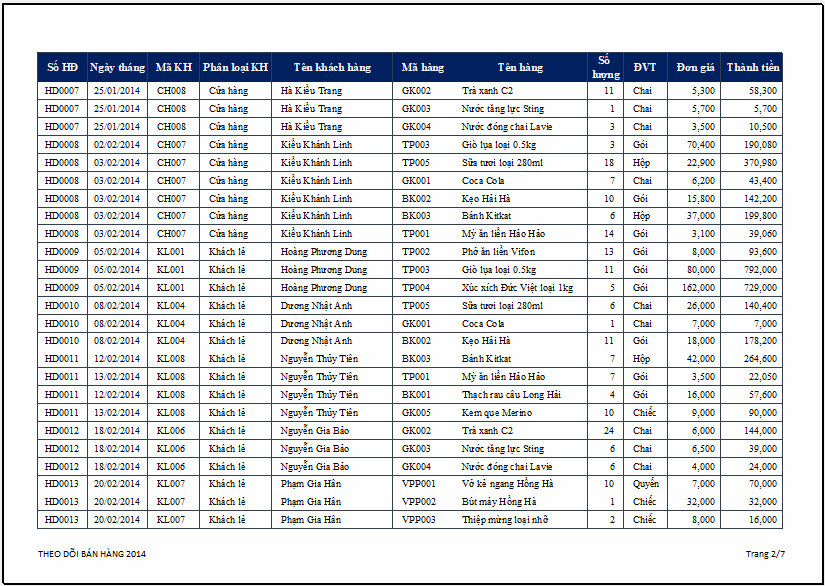 Số HĐ Ngày tháng Mã KH Phân loại KH Tên khách hàng Mã hàng Tên hàng Số lượng ĐVT Đơn giá Thành tiền
HD0007 25/01/2014 CH008 Cửa hàng Hà Kiều Trang GK002 Trà xanh C2 11 Chai 5,300 58,300
HD0007 25/01/2014 CH008 Cửa hàng Hà Kiều Trang GK003 Nước tăng lực Sting 1 Chai 5,700 5,700
HD0007 25/01/2014 CH008 Cửa hàng Hà Kiều Trang GK004 Nước đóng chai Lavie 3 Chai 3,500 10,500
HD0008 02/02/2014 CH007 Cửa hàng Kiều Khánh Linh TP003 Giò lụa loại 0.5kg 3 Gói 70,400 190,080
HD0008 03/02/2014 CH007 Cửa hàng Kiều Khánh Linh TP005 Sữa tươi loại 280ml 18 Hộp 22,900 370,980
HD0008 03/02/2014 CH007 Cửa hàng Kiều Khánh Linh GK001 Coca Cola 7 Chai 6,200 43,400
HD0008 03/02/2014 CH007 Cửa hàng Kiều Khánh Linh BK002 Kẹo Hải Hà 10 Gói 15,800 142,200
HD0008 03/02/2014 CH007 Cửa hàng Kiều Khánh Linh BK003 Bánh Kitkat 6 Hộp 37,000 199,800
HD0008 03/02/2014 CH007 Cửa hàng Kiều Khánh Linh TP001 Mỳ ăn liền Hảo Hảo 14 Gói 3,100 39,060
HD0009 05/02/2014 KL001 Khách lẻ Hoàng Phương Dung TP002 Phở ăn liền Vifon 13 Gói 8,000 93,600
HD0009 05/02/2014 KL001 Khách lẻ Hoàng Phương Dung TP003 Giò lụa loại 0.5kg 11 Gói 80,000 792,000
HD0009 05/02/2014 KL001 Khách lẻ Hoàng Phương Dung TP004 Xúc xích Đức Việt loại 1kg 5 Gói 162,000 729,000
HD0010 08/02/2014 KL004 Khách lẻ Dương Nhật Anh TP005 Sữa tươi loại 280ml 6 Chai 26,000 140,400
HD0010 08/02/2014 KL004 Khách lẻ Dương Nhật Anh GK001 Coca Cola 1 Chai 7,000 7,000
HD0010 08/02/2014 KL004 Khách lẻ Dương Nhật Anh BK002 Kẹo Hải Hà 11 Gói 18,000 178,200
HD0011 12/02/2014 KL008 Khách lẻ Nguyễn Thủy Tiên BK003 Bánh Kitkat 7 Hộp 42,000 264,600
HD0011 13/02/2014 KL008 Khách lẻ Nguyễn Thủy Tiên TP001 Mỳ ăn liền Hảo Hảo 7 Gói 3,500 22,050
HD0011 12/02/2014 KL008 Khách lẻ Nguyễn Thủy Tiên BK001 Thạch rau câu Long Hải 4 Gói 16,000 57,600
HD0011 13/02/2014 KL008 Khách lẻ Nguyễn Thủy Tiên GK005 Kem que Merino 10 Chiếc 9,000 90,000
HD0012 18/02/2014 KL006 Khách lẻ Nguyễn Gia Bảo GK002 Trà xanh C2 24 Chai 6,000 144,000
HD0012 18/02/2014 KL006 Khách lẻ Nguyễn Gia Bảo GK003 Nước tăng lực Sting 6 Chai 6,500 39,000
HD0012 18/02/2014 KL006 Khách lẻ Nguyễn Gia Bảo GK004 Nước đóng chai Lavie 6 Chai 4,000 24,000
HD0013 20/02/2014 KL007 Khách lẻ Phạm Gia Hân VPP001 Vở kẻ ngang Hồng Hà 10 Quyển 7,000 70,000
HD0013 20/02/2014 KL007 Khách lẻ Phạm Gia Hân VPP002 Bút máy Hồng Hà 1 Chiếc 32,000 32,000
HD0013 20/02/2014 KL007 Khách lẻ Phạm Gia Hân VPP003 Thiệp mừng loại nhỡ 2 Chiếc 8,000 16,000
THEO DÕI BÁN HÀNG 2014 Trang 2/7